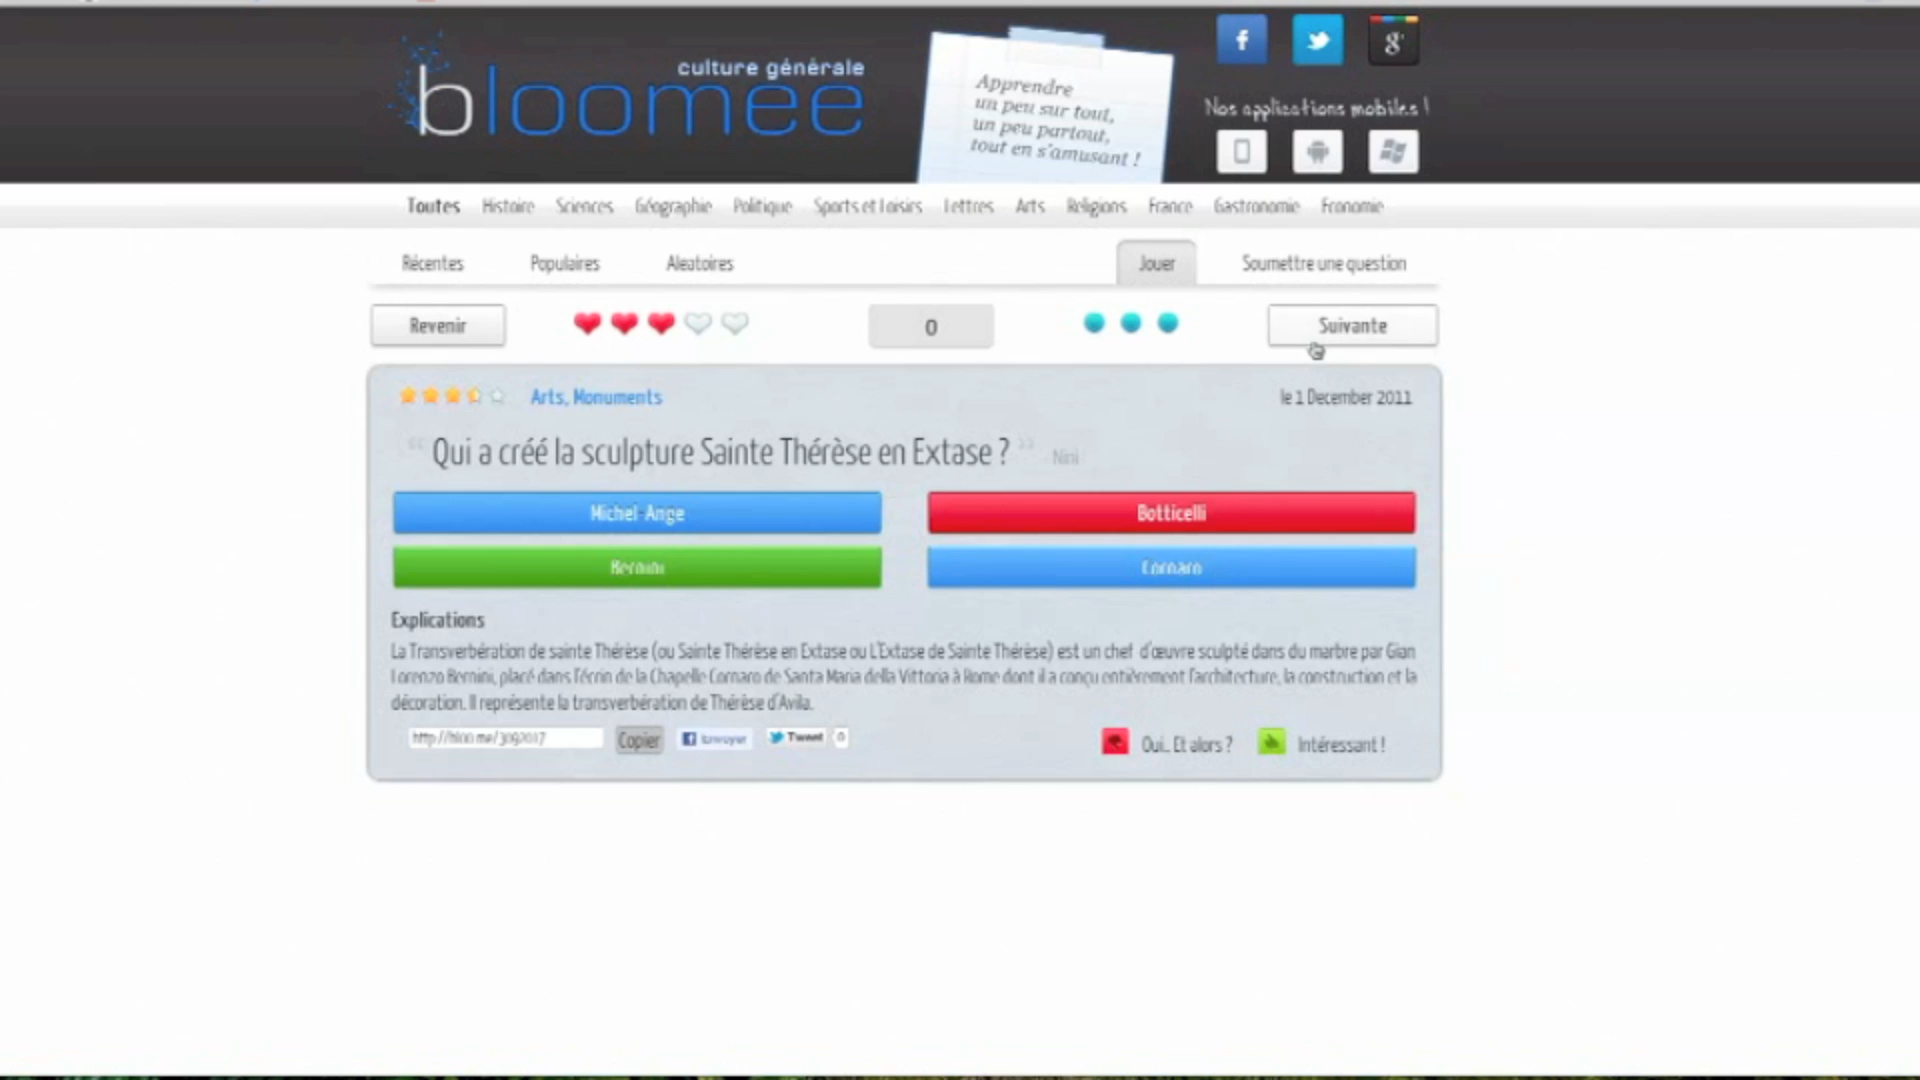 culture générale
bloomee
Apprendre
un peu sur tout,
un peu partout,
tout en s'amusant !
Nos applications mobiles !
Toutes Histoire Sciences Géographie Politique Sports et Loisirs Lettres Arts Religions France Gastronomie Economie
Récentes Populaires Aleatoires Jouer Soumettre une question
Revenir 0 Suivante
Arts, Monuments le 1 December 2011
“ Qui a créé la sculpture Sainte Thérèse en Extase ? ” - Nini
Michel-Ange Botticelli
Bernini Cornaro
Explications
La Transverbération de sainte Thérèse (ou Sainte Thérèse en Extase ou L'Extase de Sainte Thérèse) est un chef d'œuvre sculpté dans du marbre par Gian
Lorenzo Bernini, placé dans l'écrin de la Chapelle Cornaro de Santa Maria della Vittoria à Rome dont il a conçu entièrement l'architecture, la construction et la
décoration. Il représente la transverbération de Thérèse d'Avila.
Copier Envoyer Tweet 0 Oui... Et alors ? Intéressant !